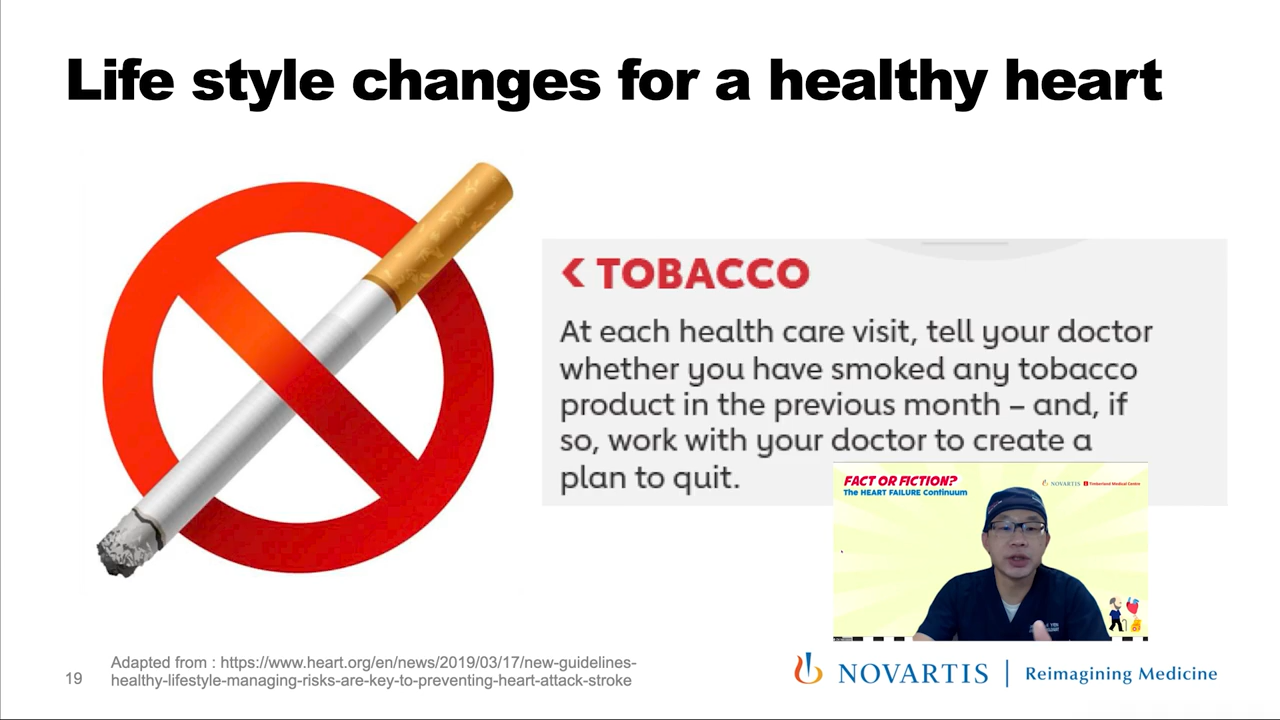 Life style changes for a healthy heart
< TOBACCO
At each health care visit, tell your doctor
whether you have smoked any tobacco
product in the previous month – and, if
so, work with your doctor to create a
plan to quit.
FACT OR FICTION?
The HEART FAILURE Continuum
NOVARTIS
Timberland Medical Centre
19
Adapted from : https://www.heart.org/en/news/2019/03/17/new-guidelines-
healthy-lifestyle-managing-risks-are-key-to-preventing-heart-attack-stroke
NOVARTIS | Reimagining Medicine